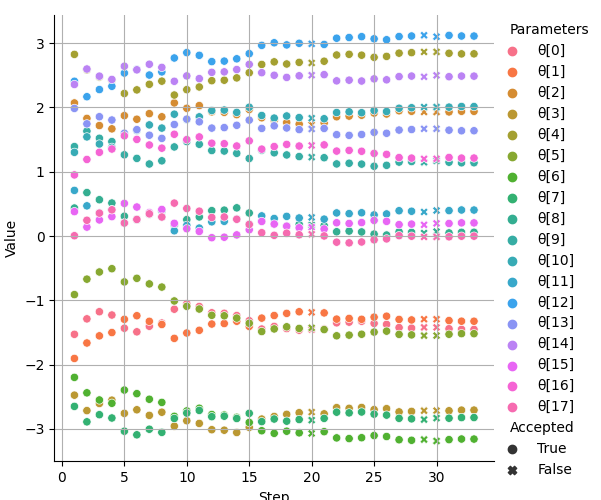 Parameters
θ[0]
θ[1]
θ[2]
θ[3]
θ[4]
θ[5]
θ[6]
θ[7]
θ[8]
θ[9]
θ[10]
θ[11]
θ[12]
θ[13]
θ[14]
θ[15]
θ[16]
θ[17]
Accepted
True
False
Value
3
2
1
0
−1
−2
−3
0 5 10 15 20 25 30
Step